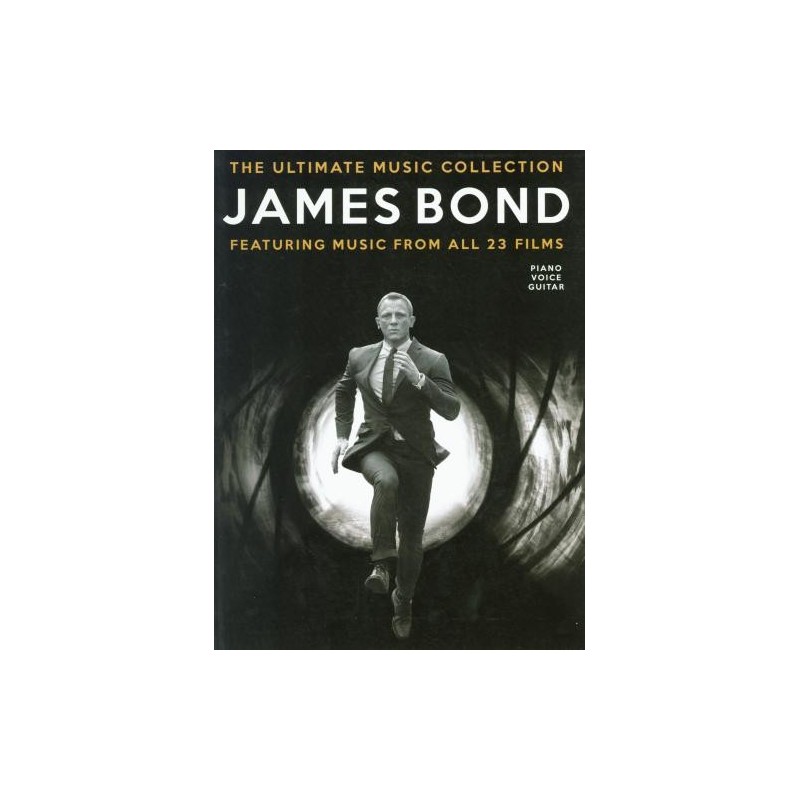 THE ULTIMATE MUSIC COLLECTION
JAMES BOND
FEATURING MUSIC FROM ALL 23 FILMS
PIANO
VOICE
GUITAR